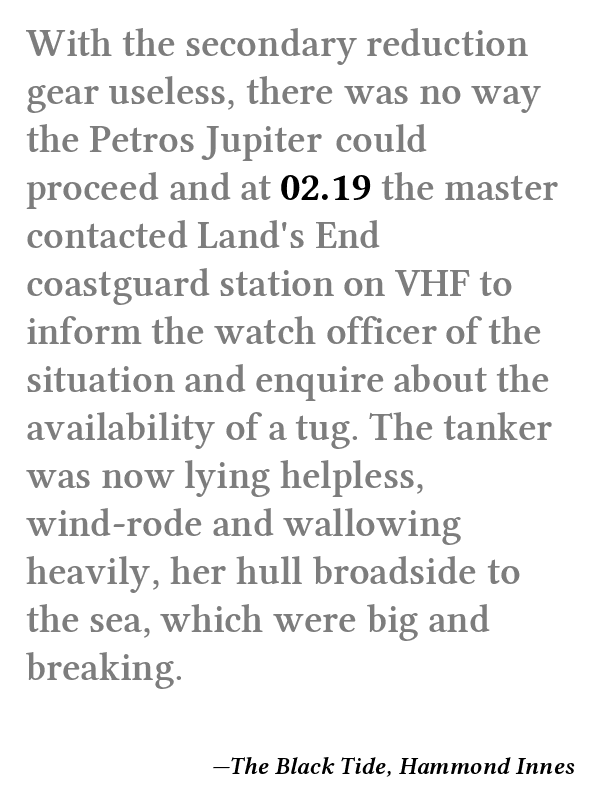 With the secondary reduction
gear useless, there was no way
the Petros Jupiter could
proceed and at 02.19 the master
contacted Land's End
coastguard station on VHF to
inform the watch officer of the
situation and enquire about the
availability of a tug. The tanker
was now lying helpless,
wind-rode and wallowing
heavily, her hull broadside to
the sea, which were big and
breaking.
—The Black Tide, Hammond Innes